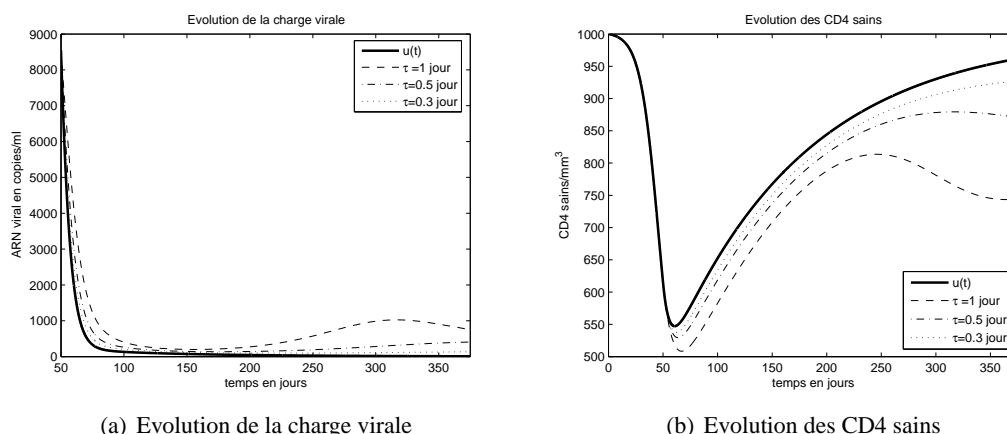 Evolution de la charge virale
9000
8000
7000
6000
5000
4000
3000
2000
1000
0
ARN viral en copies/ml
50
100
150
200
250
300
350
temps en jours
u(t)
τ =1 jour
τ=0.5 jour
τ=0.3 jour
(a) Evolution de la charge virale
Evolution des CD4 sains
1000
950
900
850
800
750
700
650
600
550
500
CD4 sains/mm³
0
50
100
150
200
250
300
350
temps en jours
u(t)
τ =1 jour
τ=0.5 jour
τ=0.3 jour
(b) Evolution des CD4 sains